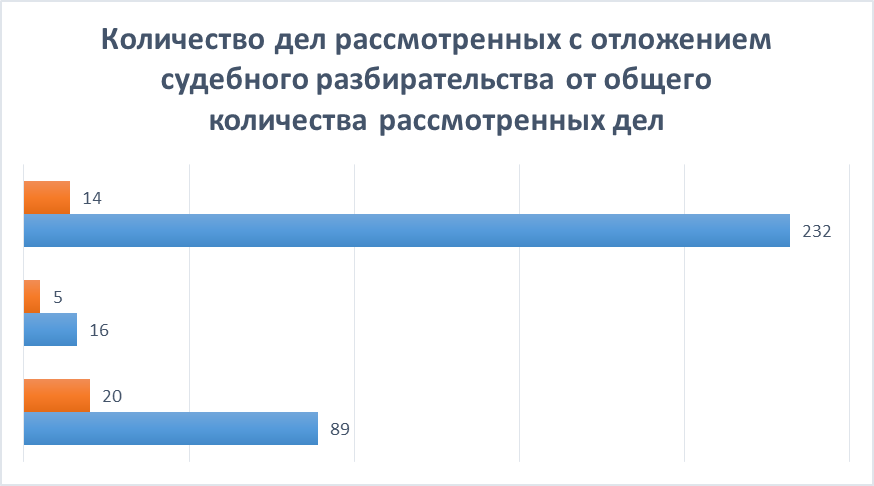 Количество дел рассмотренных с отложением
судебного разбирательства от общего
количества рассмотренных дел
14
232
5
16
20
89